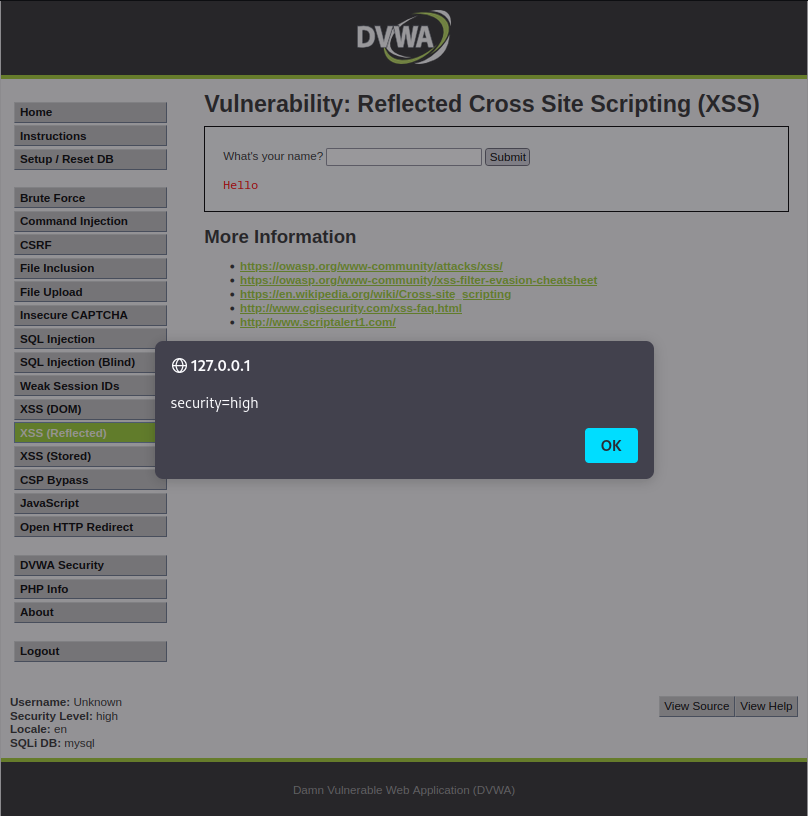 DVWA
Vulnerability: Reflected Cross Site Scripting (XSS)
Home
Instructions
Setup / Reset DB
Brute Force
Command Injection
CSRF
File Inclusion
File Upload
Insecure CAPTCHA
SQL Injection
SQL Injection (Blind)
Weak Session IDs
XSS (DOM)
XSS (Reflected)
XSS (Stored)
CSP Bypass
JavaScript
Open HTTP Redirect
DVWA Security
PHP Info
About
Logout
What's your name? Submit
Hello
More Information
https://owasp.org/www-community/attacks/xss/
https://owasp.org/www-community/xss-filter-evasion-cheatsheet
https://en.wikipedia.org/wiki/Cross-site_scripting
http://www.cgisecurity.com/xss-faq.html
http://www.scriptalert1.com/
127.0.0.1
security=high
OK
Username: Unknown
Security Level: high
Locale: en
SQLi DB: mysql
View Source View Help
Damn Vulnerable Web Application (DVWA)